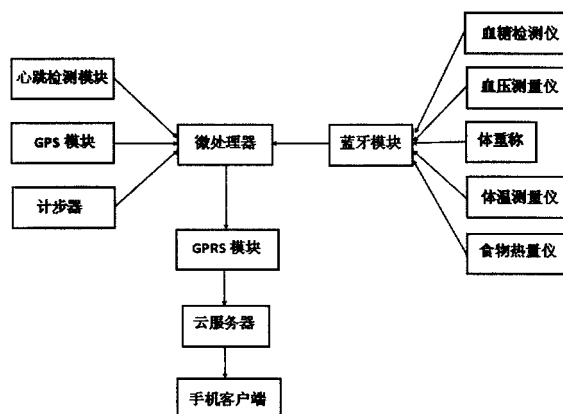 血糖检测仪
心跳检测模块
血压测量仪
GPS 模块
微处理器
蓝牙模块
体重称
计步器
体温测量仪
GPRS 模块
食物热量仪
云服务器
手机客户端